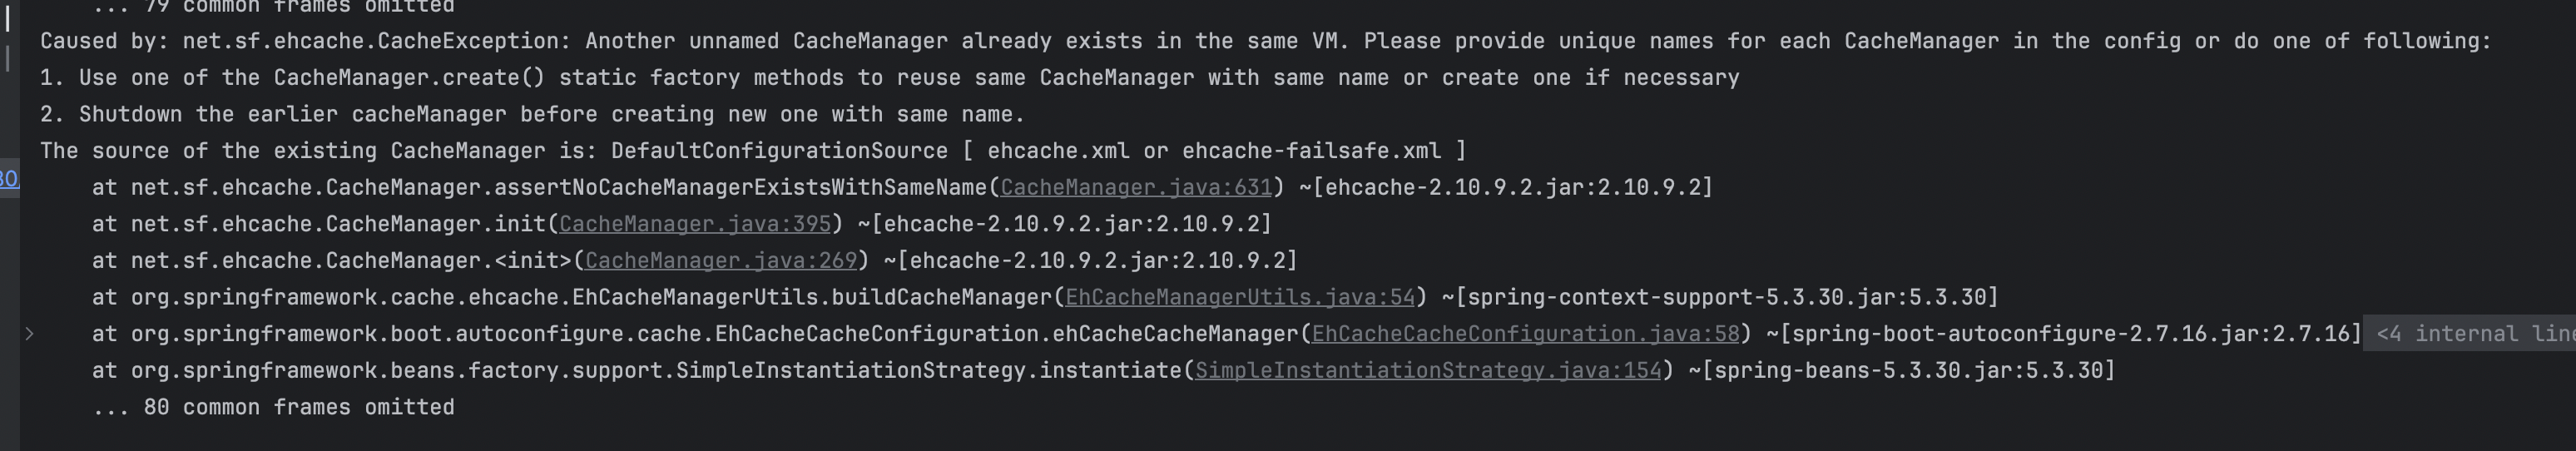 ... 79 common frames omitted
Caused by: net.sf.ehcache.CacheException: Another unnamed CacheManager already exists in the same VM. Please provide unique names for each CacheManager in the config or do one of following:
1. Use one of the CacheManager.create() static factory methods to reuse same CacheManager with same name or create one if necessary
2. Shutdown the earlier cacheManager before creating new one with same name.
The source of the existing CacheManager is: DefaultConfigurationSource [ ehcache.xml or ehcache-failsafe.xml ]
at net.sf.ehcache.CacheManager.assertNoCacheManagerExistsWithSameName(CacheManager.java:631) ~[ehcache-2.10.9.2.jar:2.10.9.2]
at net.sf.ehcache.CacheManager.init(CacheManager.java:395) ~[ehcache-2.10.9.2.jar:2.10.9.2]
at net.sf.ehcache.CacheManager.<init>(CacheManager.java:269) ~[ehcache-2.10.9.2.jar:2.10.9.2]
at org.springframework.cache.ehcache.EhCacheManagerUtils.buildCacheManager(EhCacheManagerUtils.java:54) ~[spring-context-support-5.3.30.jar:5.3.30]
at org.springframework.boot.autoconfigure.cache.EhCacheCacheConfiguration.ehCacheCacheManager(EhCacheCacheConfiguration.java:58) ~[spring-boot-autoconfigure-2.7.16.jar:2.7.16] <4 internal line
at org.springframework.beans.factory.support.SimpleInstantiationStrategy.instantiate(SimpleInstantiationStrategy.java:154) ~[spring-beans-5.3.30.jar:5.3.30]
... 80 common frames omitted